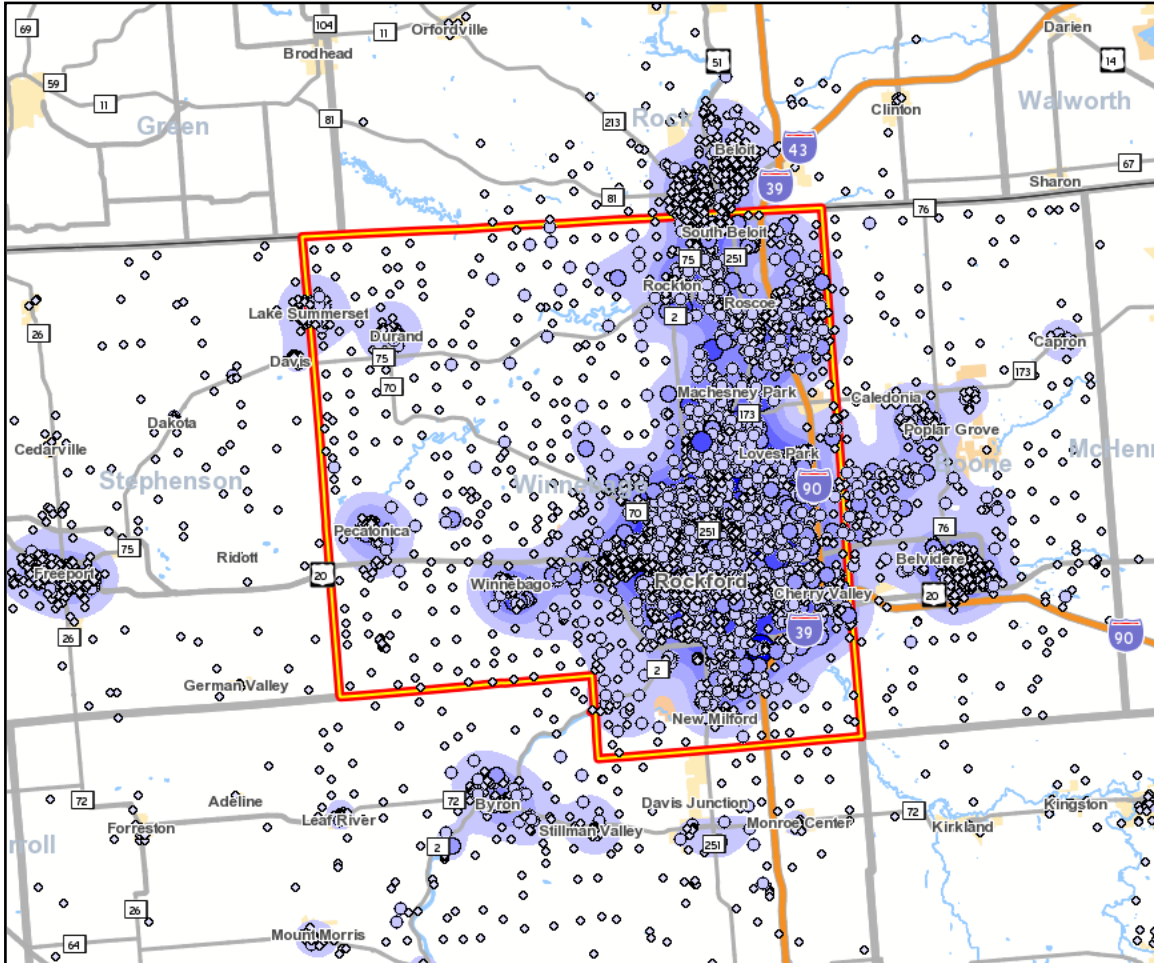 69
104
11
Orfordville
Darien
Brodhead
51
14
59
11
Clinton
Walworth
Green
81
213
Rock
Beloit
43
67
39
Sharon
81
76
South Beloit
75
251
Rockton
Roscoe
Lake Summerset
2
26
Durand
Capron
Davis
75
173
70
Machesney Park
Caledonia
173
Dakota
Poplar Grove
Cedarville
Loves Park
McHen
Boone
Stephenson
Winnebago
90
70
Pecatonica
251
76
75
Ridott
Freeport
Belvidere
20
Winnebago
Rockford
Cherry Valley
20
26
39
90
2
German Valley
New Milford
72
Adeline
72
Byron
Davis Junction
72
Kingston
Forreston
Leaf River
Stillman Valley
Monroe Center
Kirkland
rroll
2
251
26
Mount Morris
64